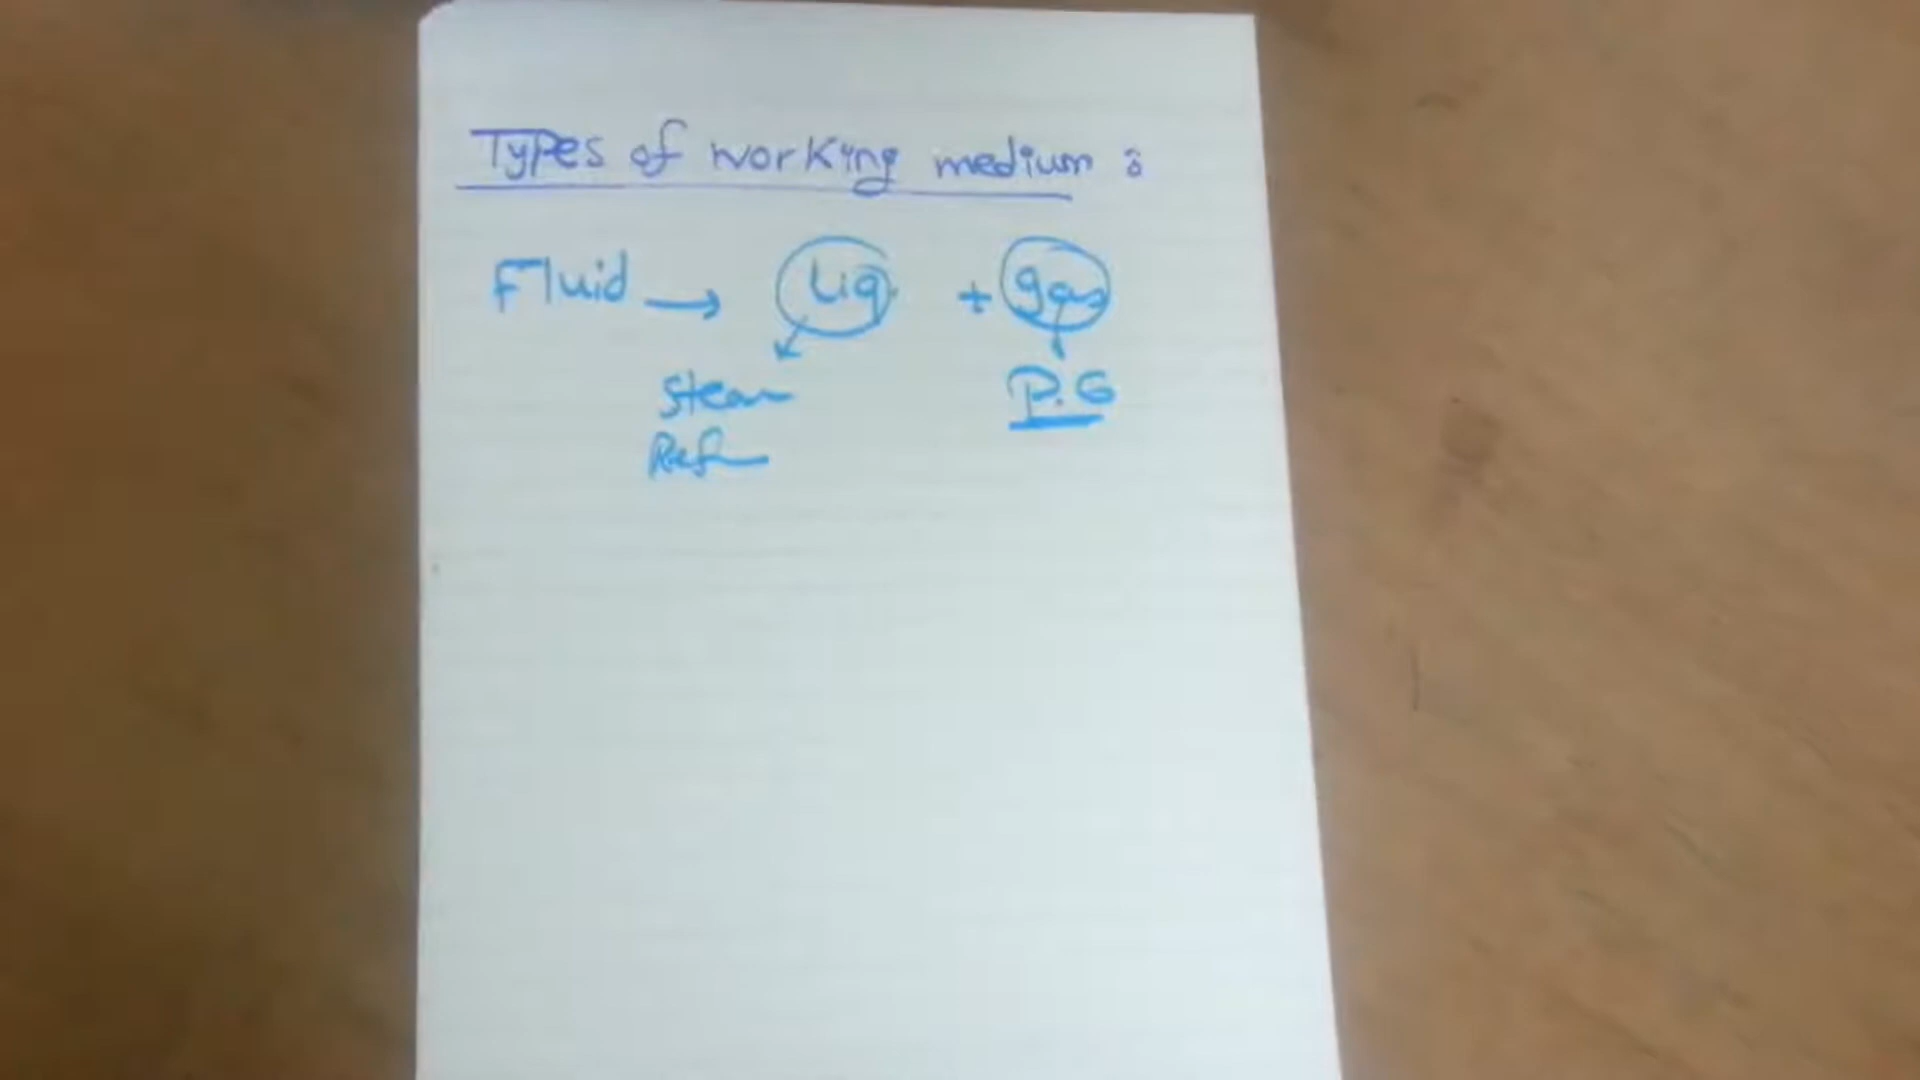 Types of working medium :
Fluid → Liq. + gas
Steam P.G
Ref